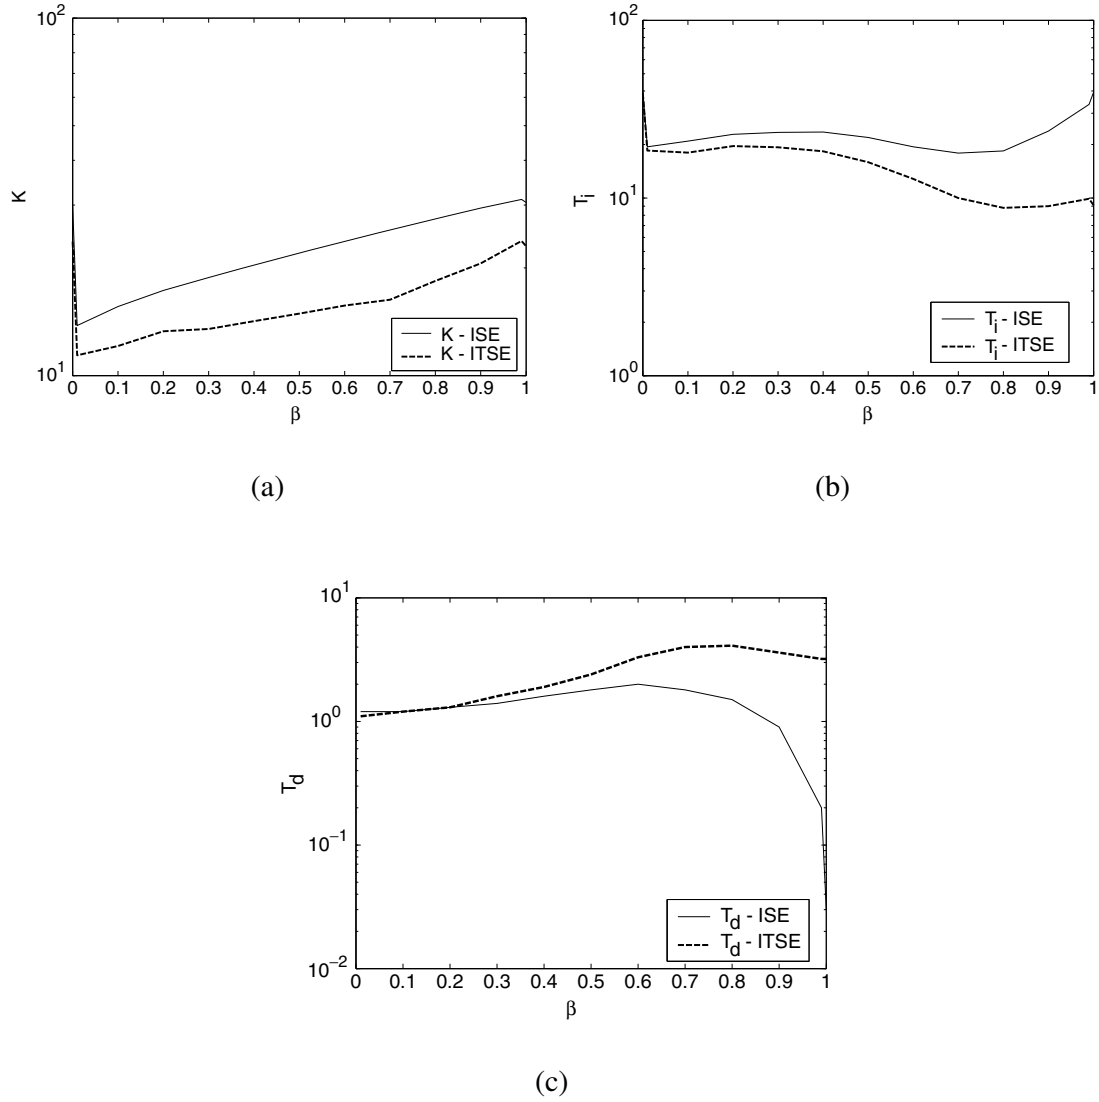 10^2
K
10^1
0 0.1 0.2 0.3 0.4 0.5 0.6 0.7 0.8 0.9 1
β
K - ISE
K - ITSE
(a)
10^2
T_i
10^1
10^0
0 0.1 0.2 0.3 0.4 0.5 0.6 0.7 0.8 0.9 1
β
T_i - ISE
T_i - ITSE
(b)
10^1
10^0
T_d
10^−1
10^−2
0 0.1 0.2 0.3 0.4 0.5 0.6 0.7 0.8 0.9 1
β
T_d - ISE
T_d - ITSE
(c)